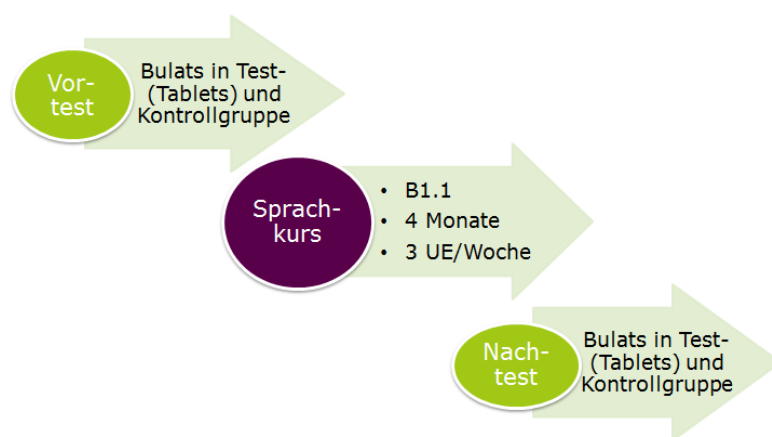 Vor-
test
Bulats in Test-
(Tablets) und
Kontrollgruppe
Sprach-
kurs
• B1.1
• 4 Monate
• 3 UE/Woche
Nach-
test
Bulats in Test-
(Tablets) und
Kontrollgruppe